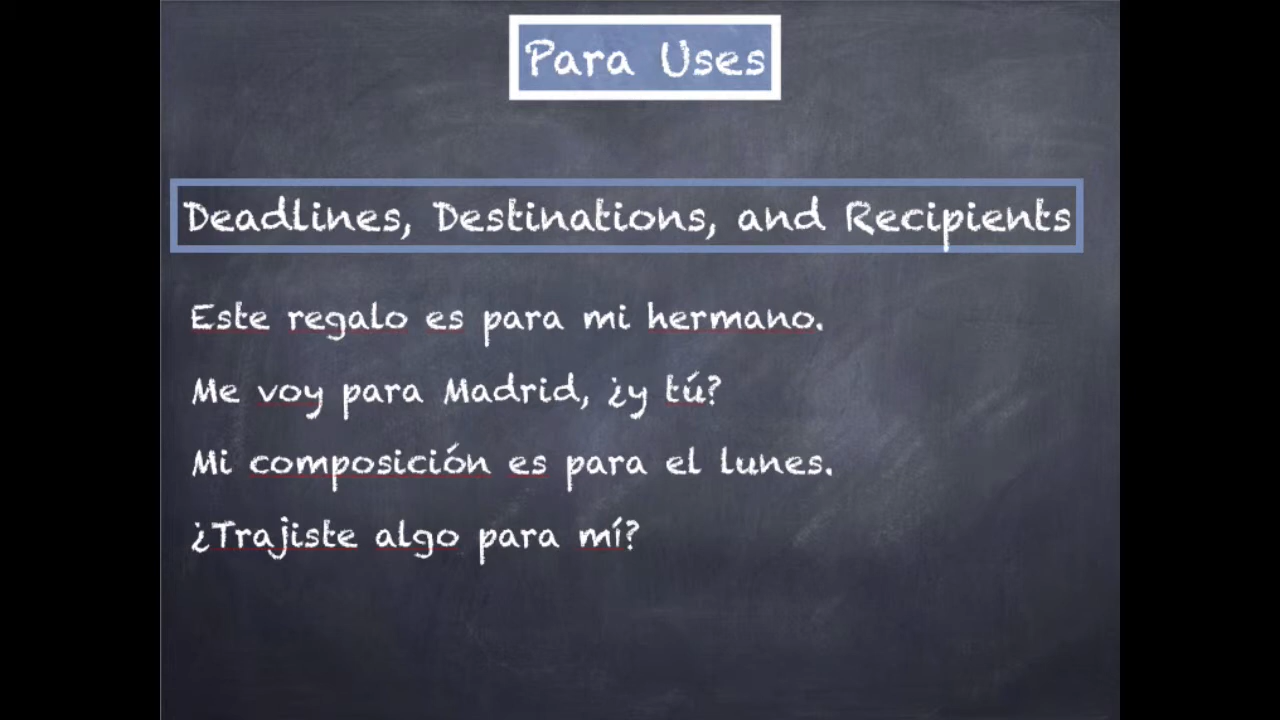 Para Uses
Deadlines, Destinations, and Recipients
Este regalo es para mi hermano.
Me voy para Madrid, ¿y tú?
Mi composición es para el lunes.
¿Trajiste algo para mí?